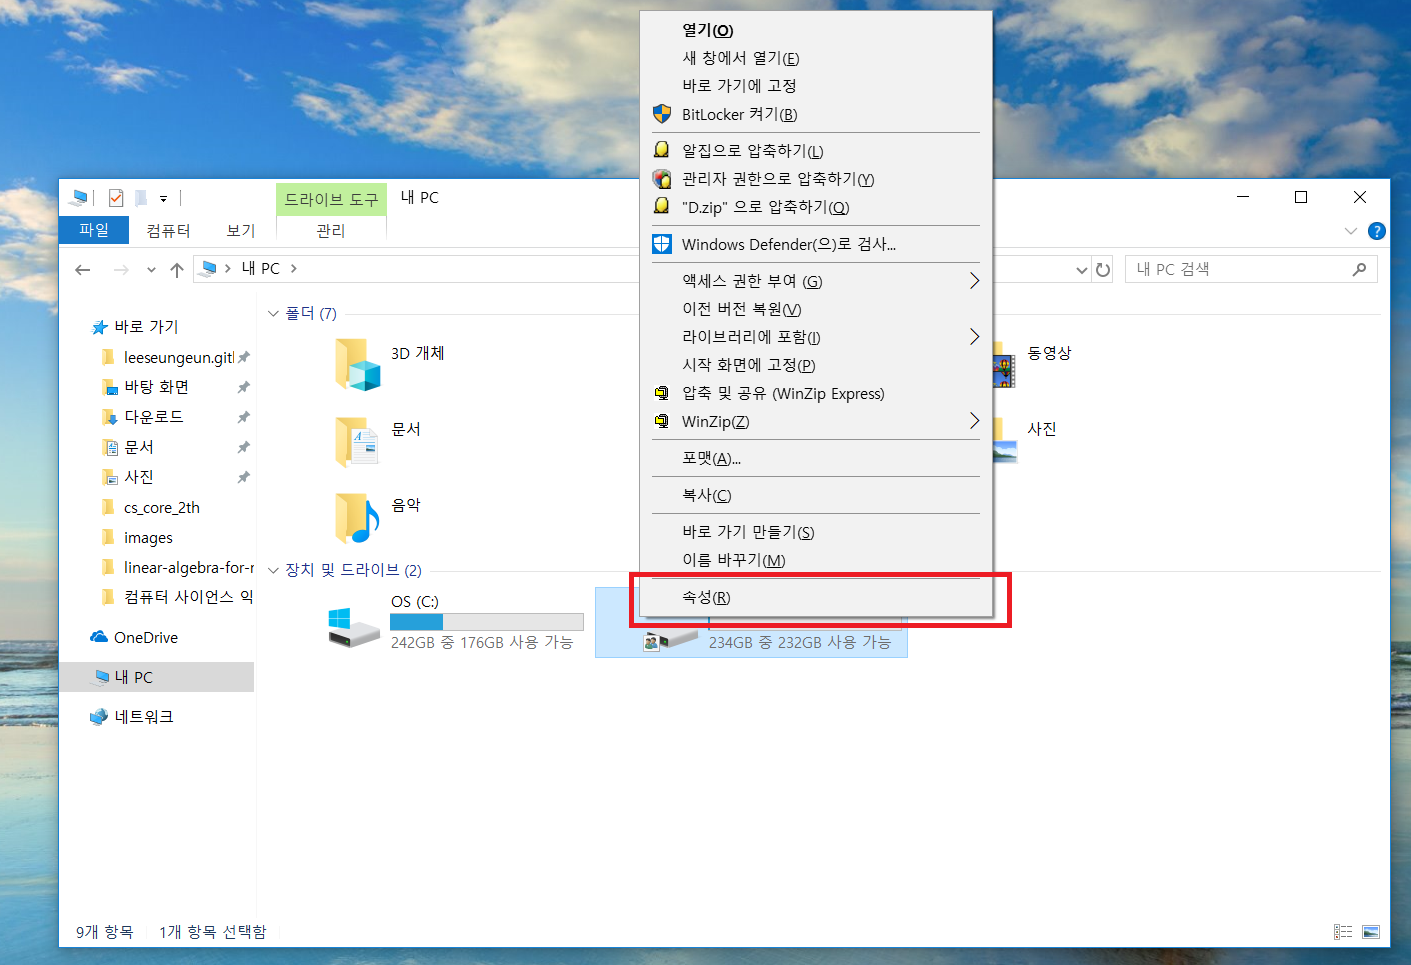 드라이브 도구
내 PC
파일
컴퓨터
보기
관리
내 PC
내 PC 검색
바로 가기
leeseungeun.git
바탕 화면
다운로드
문서
사진
cs_core_2th
images
linear-algebra-for-
컴퓨터 사이언스 익
OneDrive
내 PC
네트워크
폴더 (7)
3D 개체
문서
음악
동영상
사진
장치 및 드라이브 (2)
OS (C:)
242GB 중 176GB 사용 가능
234GB 중 232GB 사용 가능
열기(O)
새 창에서 열기(E)
바로 가기에 고정
BitLocker 켜기(B)
알집으로 압축하기(L)
관리자 권한으로 압축하기(Y)
"D.zip" 으로 압축하기(Q)
Windows Defender(으)로 검사...
액세스 권한 부여 (G)
이전 버전 복원(V)
라이브러리에 포함(I)
시작 화면에 고정(P)
압축 및 공유 (WinZip Express)
WinZip(Z)
포맷(A)...
복사(C)
바로 가기 만들기(S)
이름 바꾸기(M)
속성(R)
9개 항목
1개 항목 선택함